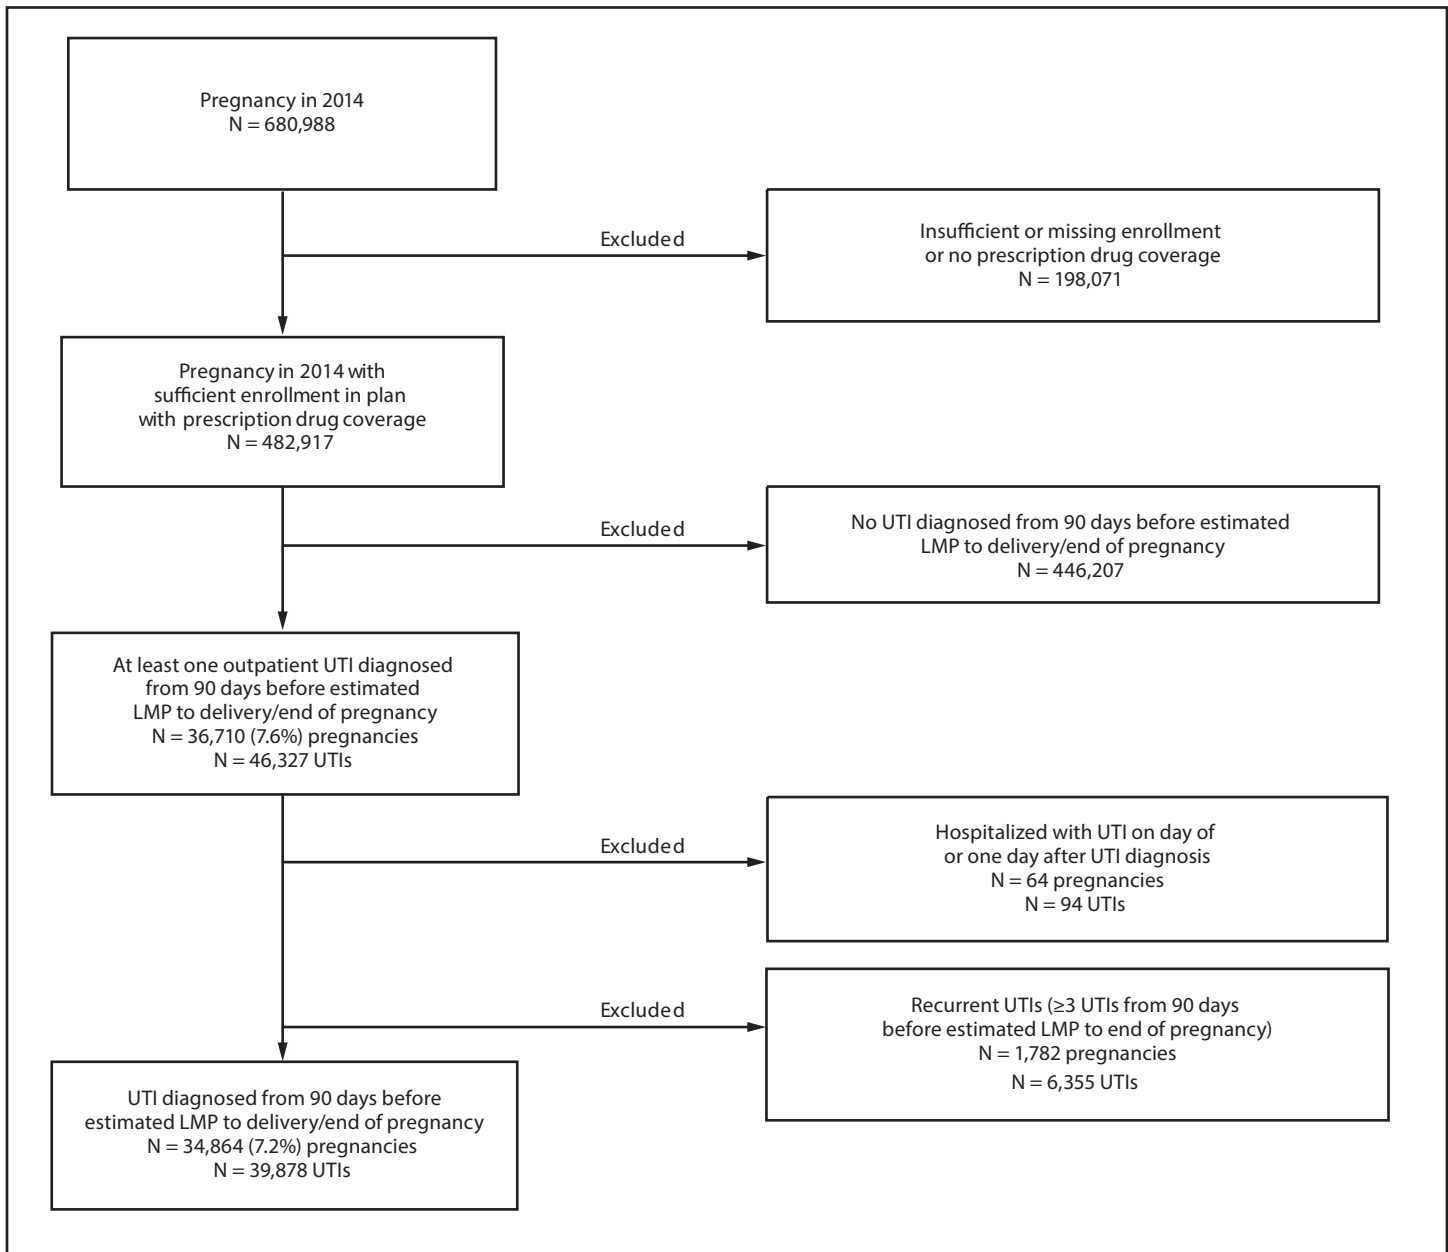 Pregnancy in 2014
N = 680,988
Excluded
Insufficient or missing enrollment
or no prescription drug coverage
N = 198,071
Pregnancy in 2014 with
sufficient enrollment in plan
with prescription drug coverage
N = 482,917
Excluded
No UTI diagnosed from 90 days before estimated
LMP to delivery/end of pregnancy
N = 446,207
At least one outpatient UTI diagnosed
from 90 days before estimated
LMP to delivery/end of pregnancy
N = 36,710 (7.6%) pregnancies
N = 46,327 UTIs
Excluded
Hospitalized with UTI on day of
or one day after UTI diagnosis
N = 64 pregnancies
N = 94 UTIs
Excluded
Recurrent UTIs (≥3 UTIs from 90 days
before estimated LMP to end of pregnancy)
N = 1,782 pregnancies
N = 6,355 UTIs
UTI diagnosed from 90 days before
estimated LMP to delivery/end of pregnancy
N = 34,864 (7.2%) pregnancies
N = 39,878 UTIs